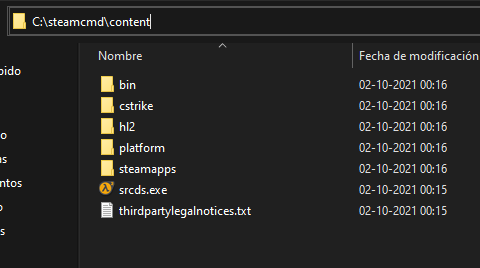 C:\steamcmd\content
Nombre Fecha de modificación
bido
bin 02-10-2021 00:16
cstrike 02-10-2021 00:16
o hl2 02-10-2021 00:16
as platform 02-10-2021 00:16
entos steamapps 02-10-2021 00:16
o srcds.exe 02-10-2021 00:15
s thirdpartylegalnotices.txt 02-10-2021 00:15